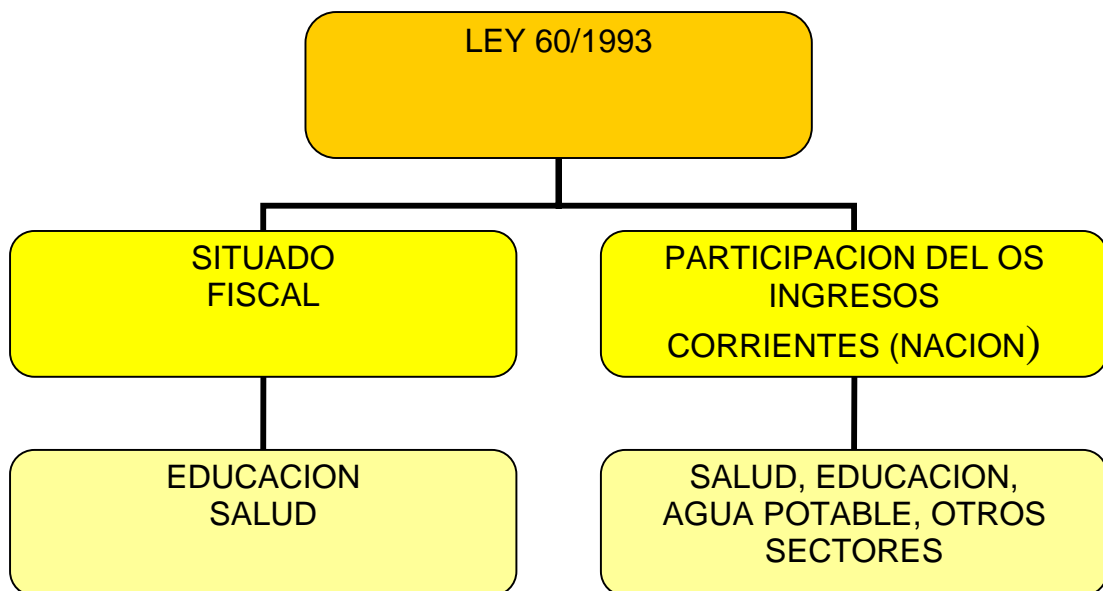 LEY 60/1993
SITUADO
FISCAL
PARTICIPACION DEL OS
INGRESOS
CORRIENTES (NACION)
EDUCACION
SALUD
SALUD, EDUCACION,
AGUA POTABLE, OTROS
SECTORES